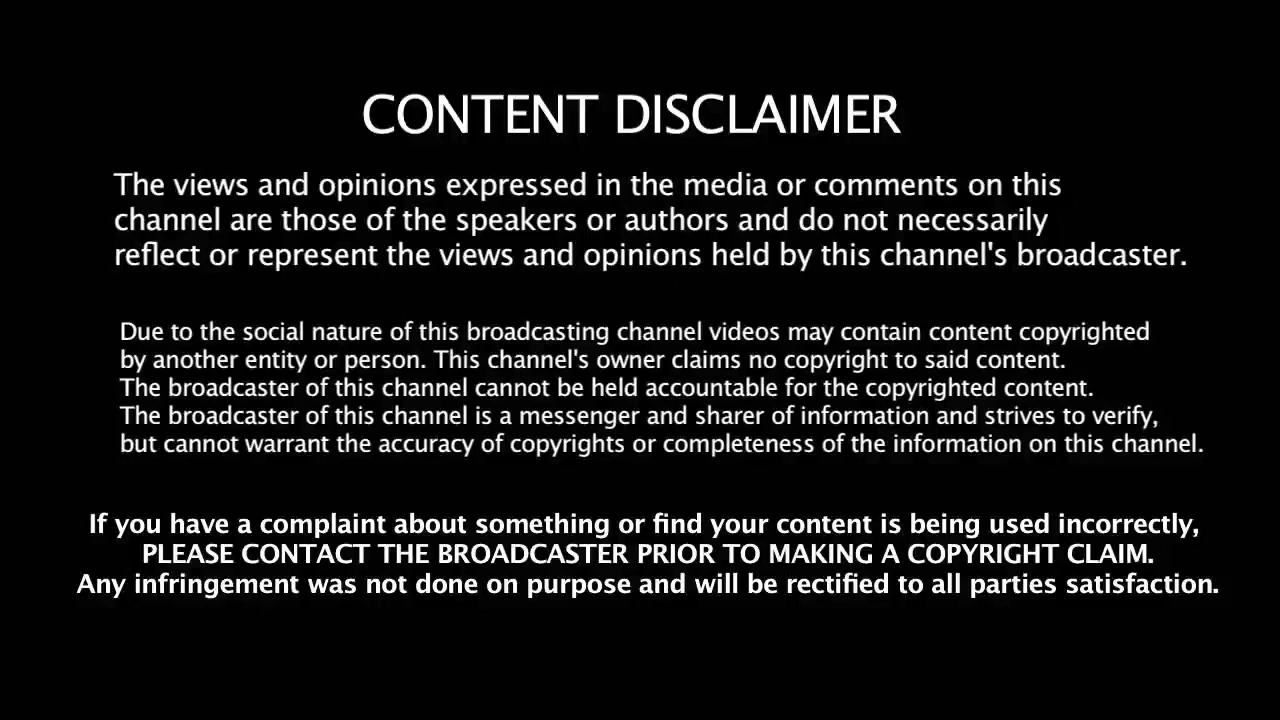 CONTENT DISCLAIMER
The views and opinions expressed in the media or comments on this
channel are those of the speakers or authors and do not necessarily
reflect or represent the views and opinions held by this channel's broadcaster.
Due to the social nature of this broadcasting channel videos may contain content copyrighted
by another entity or person. This channel's owner claims no copyright to said content.
The broadcaster of this channel cannot be held accountable for the copyrighted content.
The broadcaster of this channel is a messenger and sharer of information and strives to verify,
but cannot warrant the accuracy of copyrights or completeness of the information on this channel.
If you have a complaint about something or find your content is being used incorrectly,
PLEASE CONTACT THE BROADCASTER PRIOR TO MAKING A COPYRIGHT CLAIM.
Any infringement was not done on purpose and will be rectified to all parties satisfaction.